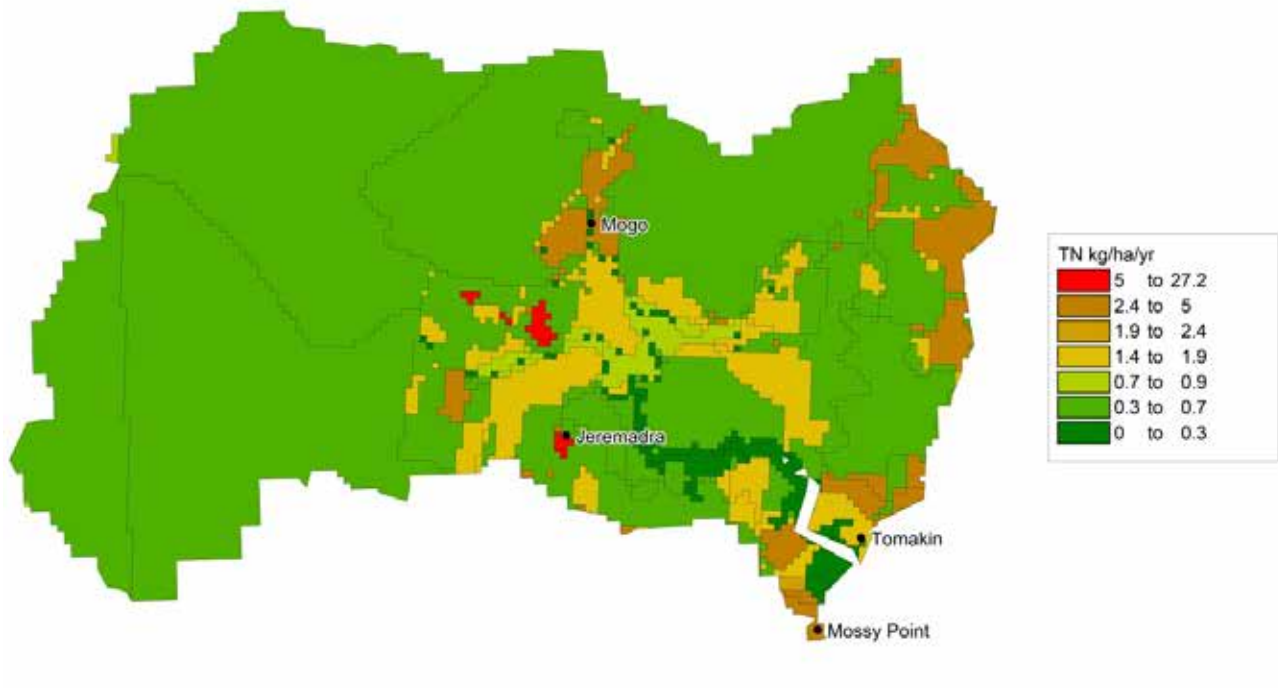 Mogo
Jeremadra
Tomakin
Mossy Point
TN kg/ha/yr
5 to 27.2
2.4 to 5
1.9 to 2.4
1.4 to 1.9
0.7 to 0.9
0.3 to 0.7
0 to 0.3